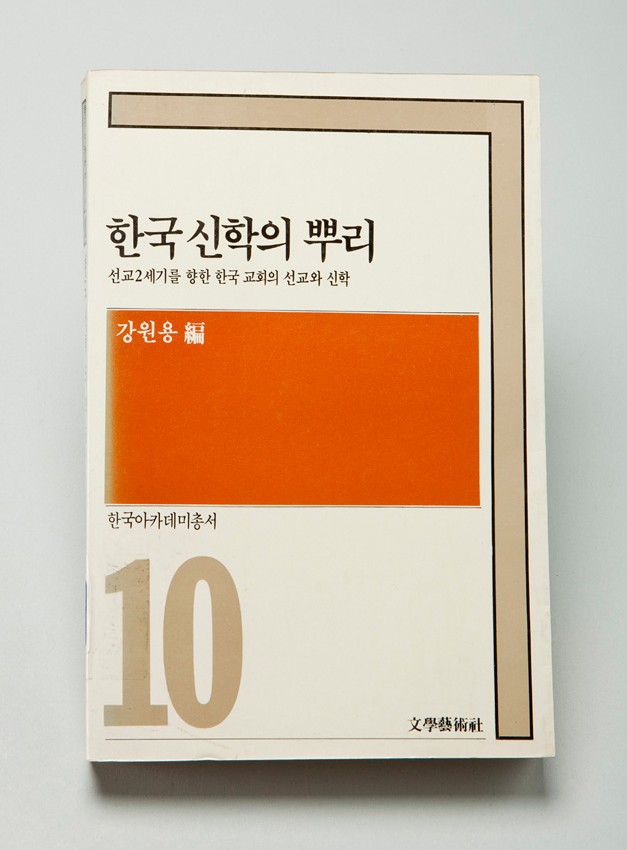 한국 신학의 뿌리
선교2세기를 향한 한국 교회의 선교와 신학
강원용 編
한국아카데미총서
10
文學藝術社